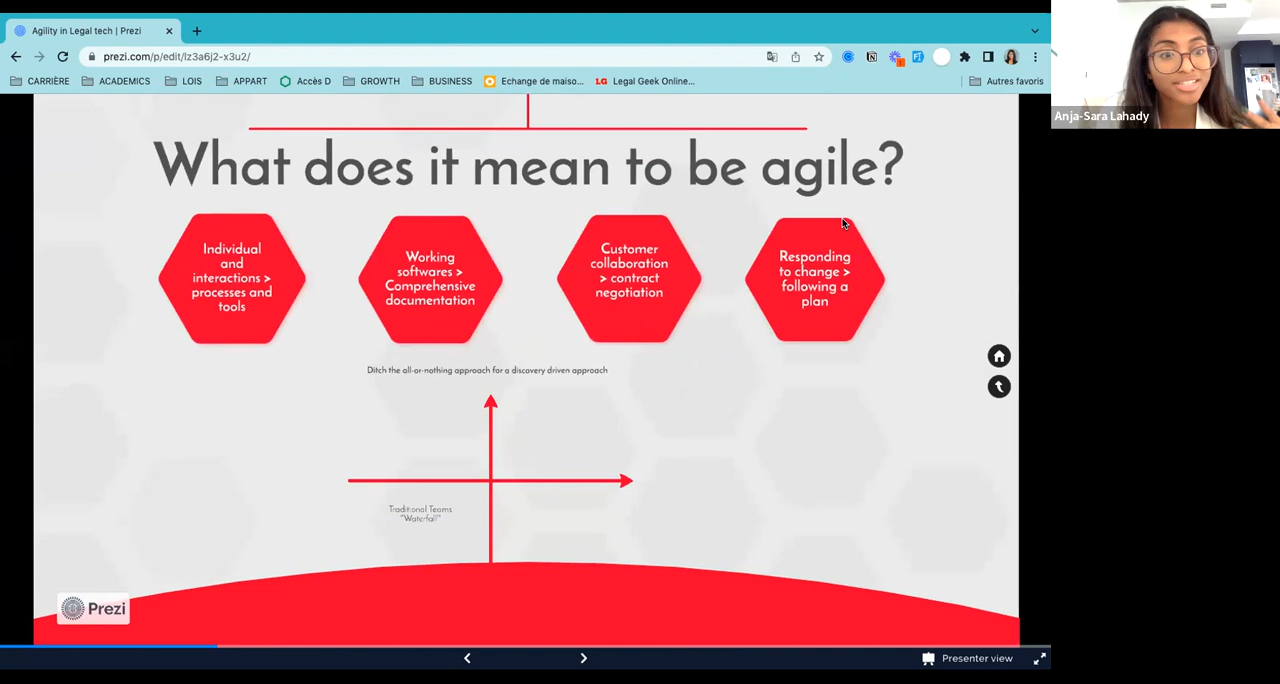 Agility in Legal tech | Prezi
prezi.com/p/edit/lz3a6j2-x3u2/
CARRIÈRE
ACADEMICS
LOIS
APPART
Accès D
GROWTH
BUSINESS
Echange de maiso...
LG Legal Geek Online...
Autres favoris
Anja-Sara Lahady
What does it mean to be agile?
Individual
and
interactions >
processes and
tools
Working
softwares >
Comprehensive
documentation
Customer
collaboration
> contract
negotiation
Responding
to change >
following a
plan
Ditch the all-or-nothing approach for a discovery driven approach
Traditional Teams
"Waterfall"
Prezi
Presenter view